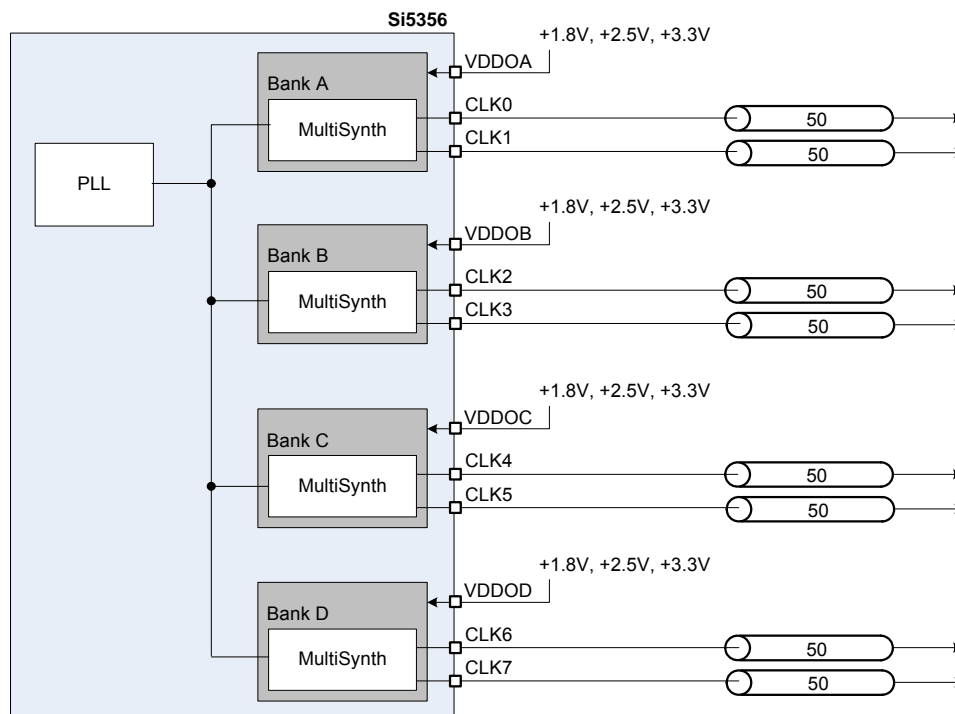 Si5356
+1.8V, +2.5V, +3.3V
VDDOA
Bank A
CLK0
MultiSynth
50
CLK1
50
PLL
+1.8V, +2.5V, +3.3V
VDDOB
Bank B
CLK2
MultiSynth
50
CLK3
50
+1.8V, +2.5V, +3.3V
VDDOC
Bank C
CLK4
MultiSynth
50
CLK5
50
+1.8V, +2.5V, +3.3V
VDDOD
Bank D
CLK6
MultiSynth
50
CLK7
50